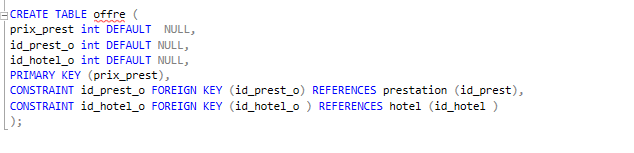 CREATE TABLE offre (
prix_prest int DEFAULT  NULL,
id_prest_o int DEFAULT NULL,
id_hotel_o int DEFAULT NULL,
PRIMARY KEY (prix_prest),
CONSTRAINT id_prest_o FOREIGN KEY (id_prest_o) REFERENCES prestation (id_prest),
CONSTRAINT id_hotel_o FOREIGN KEY (id_hotel_o ) REFERENCES hotel (id_hotel )
);